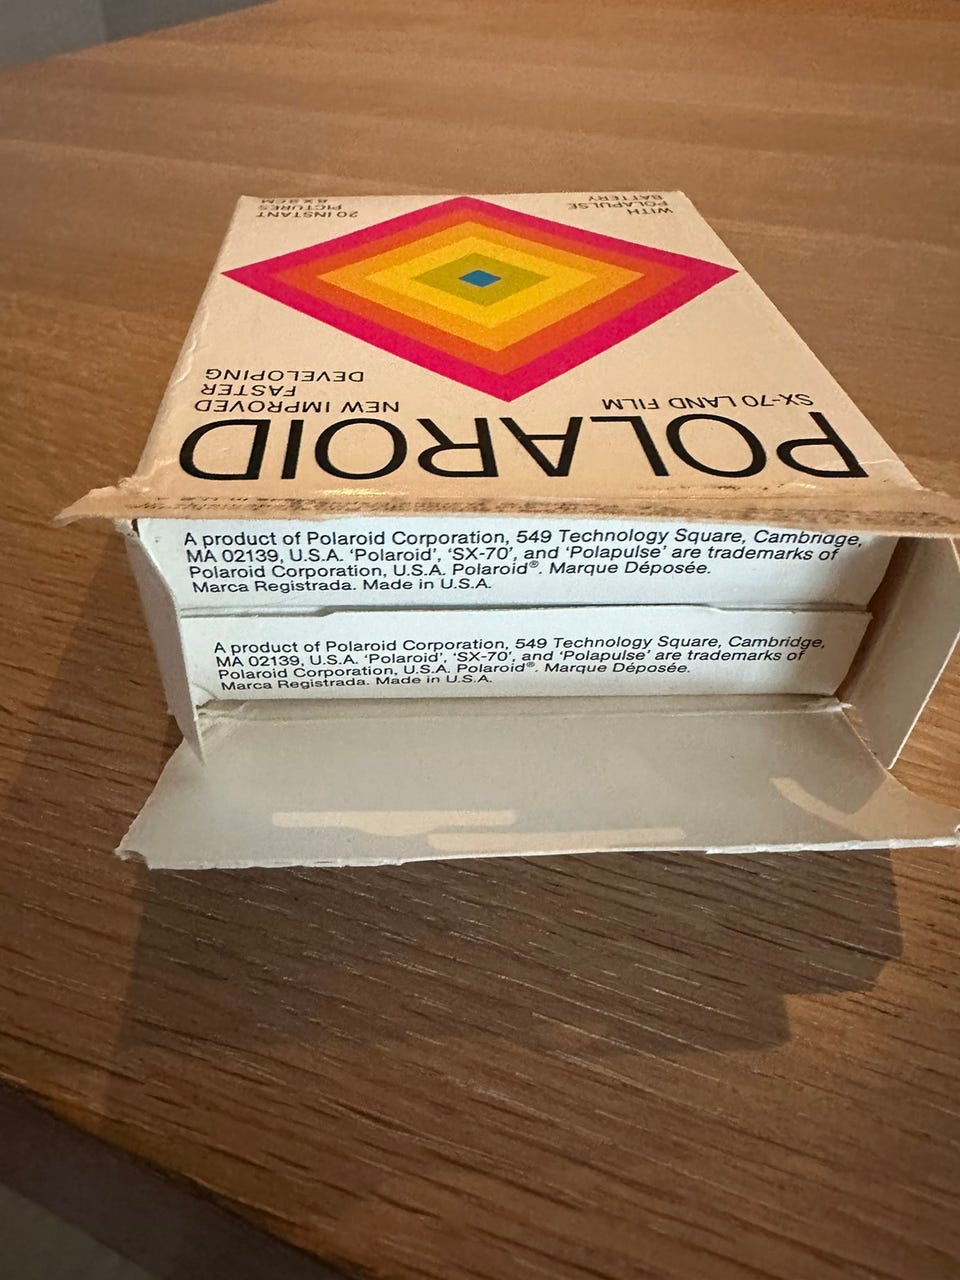 POLAROID
SX-70 LAND FILM
NEW IMPROVED
FASTER
DEVELOPING
WITH
POLAPULSE
BATTERY
20 INSTANT
PICTURES
8 X 8 CM
A product of Polaroid Corporation, 549 Technology Square, Cambridge,
MA 02139, U.S.A. ‘Polaroid’, ‘SX-70’, and ‘Polapulse’ are trademarks of
Polaroid Corporation, U.S.A. Polaroid®. Marque Déposée.
Marca Registrada. Made in U.S.A.
A product of Polaroid Corporation, 549 Technology Square, Cambridge,
MA 02139, U.S.A. ‘Polaroid’, ‘SX-70’, and ‘Polapulse’ are trademarks of
Polaroid Corporation, U.S.A. Polaroid®. Marque Déposée.
Marca Registrada. Made in U.S.A.